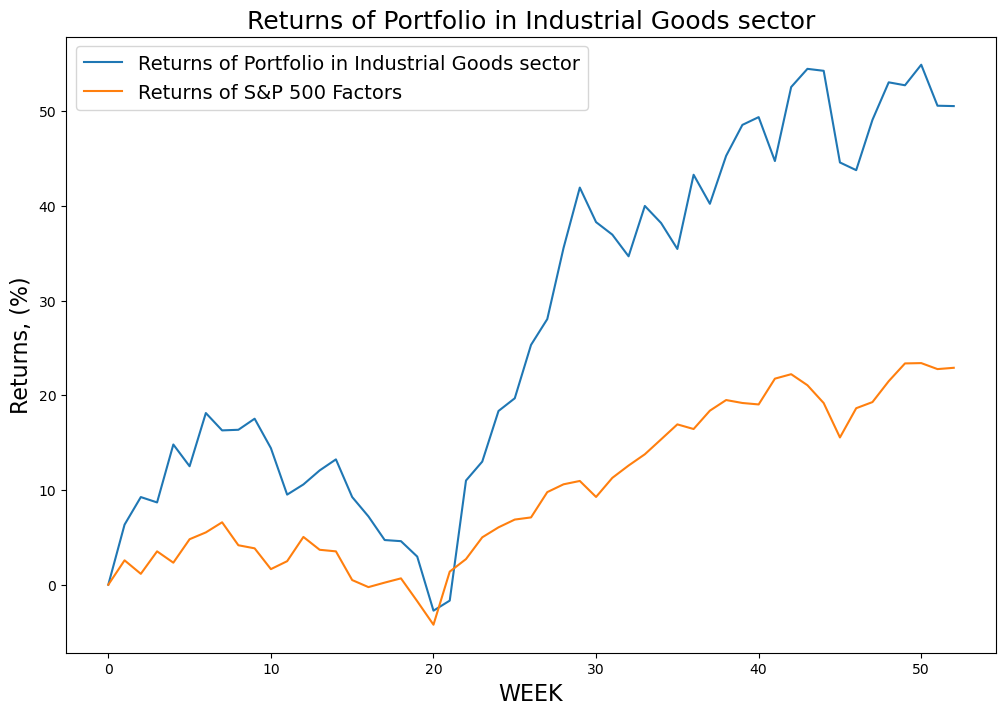 Returns of Portfolio in Industrial Goods sector
Returns of Portfolio in Industrial Goods sector
Returns of S&P 500 Factors
Returns, (%)
50
40
30
20
10
0
0 10 20 30 40 50
WEEK